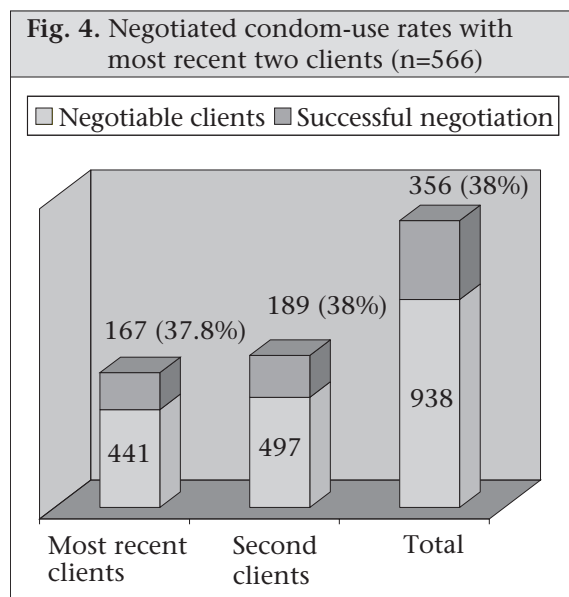 Fig. 4. Negotiated condom-use rates with
most recent two clients (n=566)
Negotiable clients Successful negotiation
356 (38%)
189 (38%)
167 (37.8%)
938
497
441
Most recent
clients
Second
clients
Total